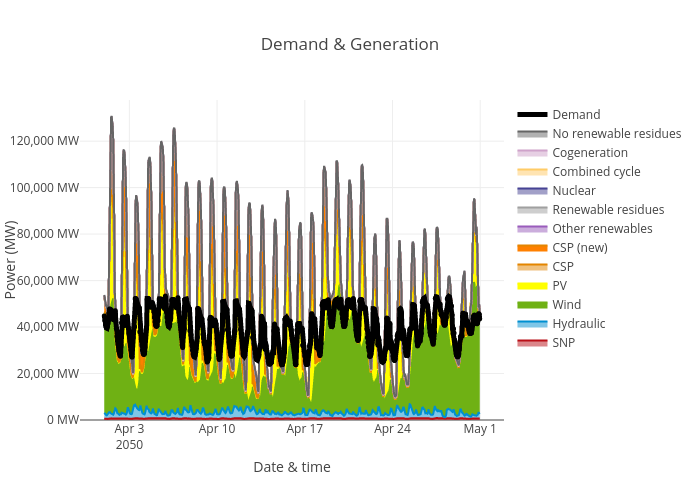 Demand & Generation
120,000 MW
100,000 MW
80,000 MW
60,000 MW
40,000 MW
20,000 MW
0 MW
Power (MW)
Apr 3
2050
Apr 10
Apr 17
Apr 24
May 1
Date & time
Demand
No renewable residues
Cogeneration
Combined cycle
Nuclear
Renewable residues
Other renewables
CSP (new)
CSP
PV
Wind
Hydraulic
SNP